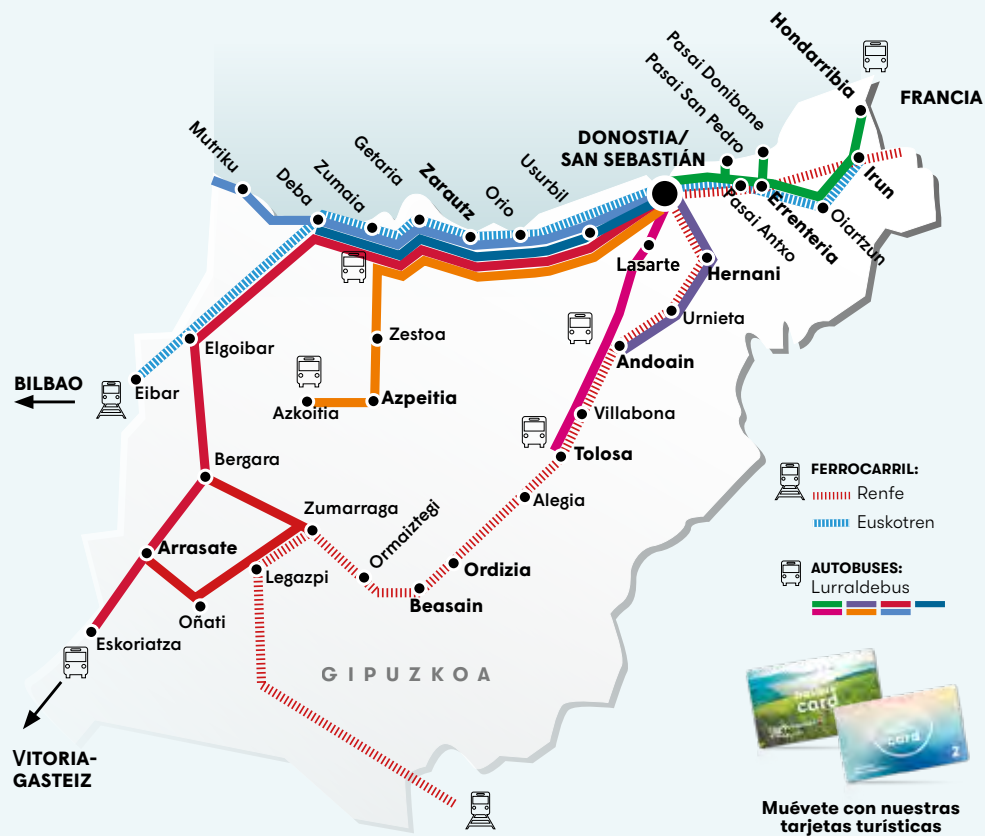 Hondarribia
FRANCIA
Pasai Donibane
Pasai San Pedro
DONOSTIA/
SAN SEBASTIÁN
Mutriku
Deba
Zumaia
Getaria
Zarautz
Orio
Usurbil
Irun
Oiartzun
Errenteria
Pasai Antxo
Lasarte
Hernani
Urnieta
Andoain
Elgoibar
Zestoa
BILBAO
Eibar
Azkoitia
Azpeitia
Villabona
Tolosa
Bergara
Alegia
Zumarraga
Ormaiztegi
Arrasate
Legazpi
Ordizia
Beasain
Oñati
Eskoriatza
GIPUZKOA
VITORIA-
GASTEIZ
FERROCARRIL:
Renfe
Euskotren
AUTOBUSES:
Lurraldebus
card
card
2
Muévete con nuestras
tarjetas turísticas